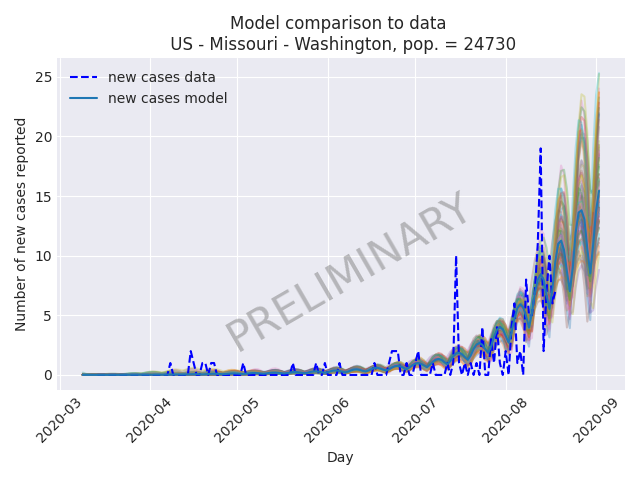 Model comparison to data
US - Missouri - Washington, pop. = 24730
new cases data
new cases model
PRELIMINARY
Number of new cases reported
25
20
15
10
5
0
2020-03
2020-04
2020-05
2020-06
2020-07
2020-08
2020-09
Day